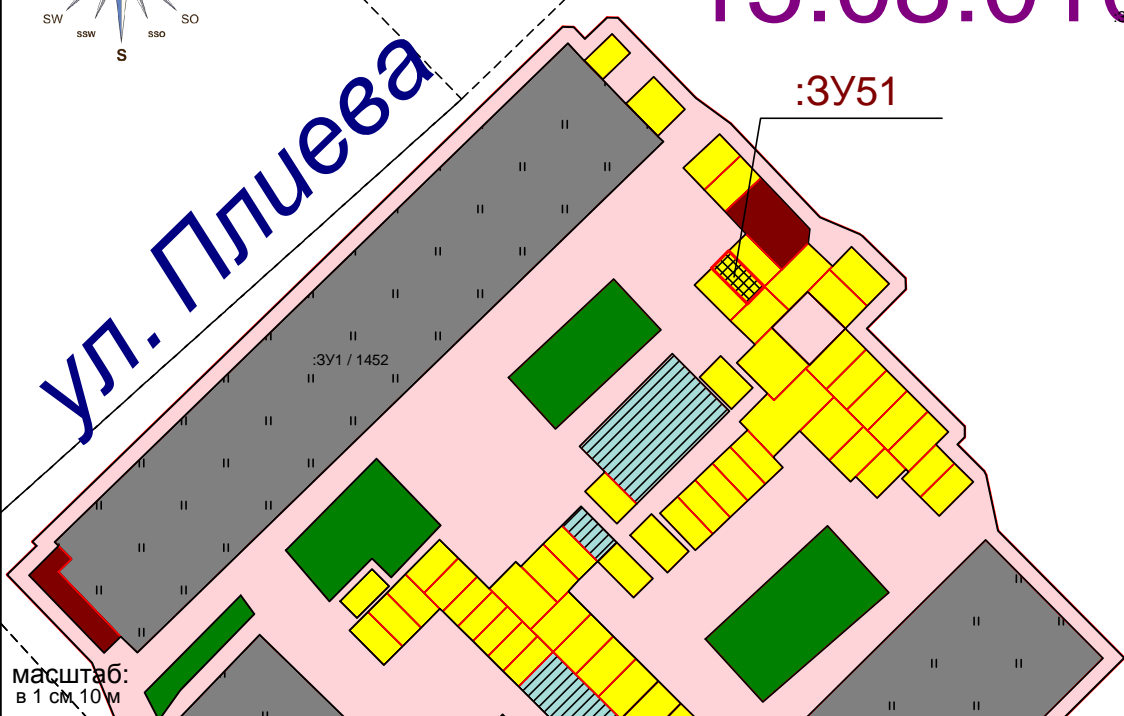 SW
SSW
S
SSO
SO
:ЗУ51
ул. Плиева
:ЗУ1 / 1452
масштаб:
в 1 см 10 м